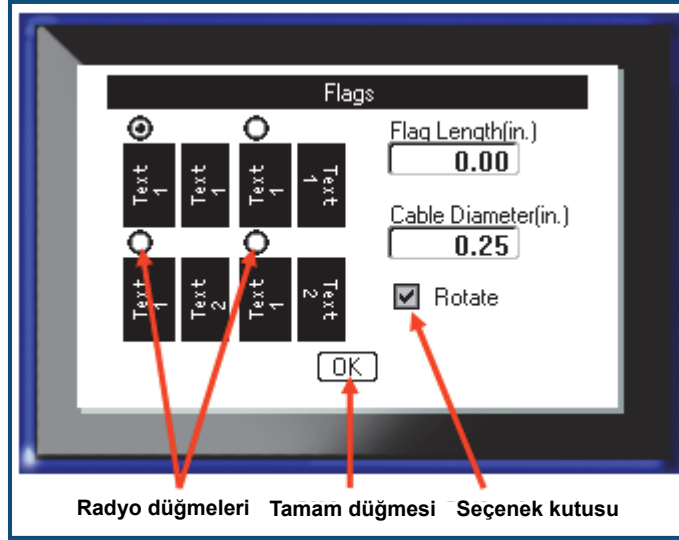 Flags
Flag Length(in.)
0.00
Text 1 Text 1 Text 1 Text 1
Cable Diameter(in.)
0.25
Text 1 Text 2 Text 1 Text 2
Rotate
OK
Radyo düğmeleri Tamam düğmesi Seçenek kutusu